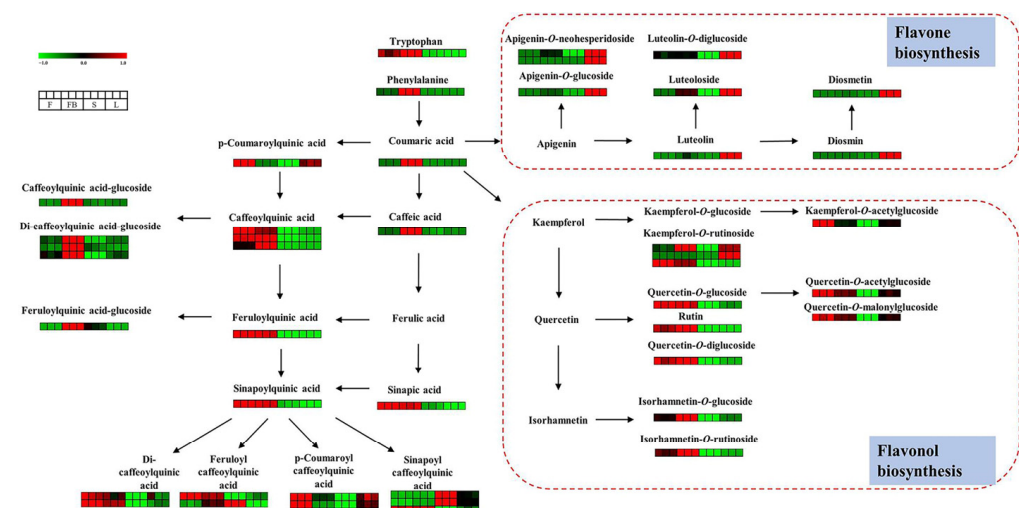 Flavone
biosynthesis
Tryptophan
Apigenin-O-neohesperidoside
Luteolin-O-diglucoside
-1.0 0.0 1.0
Phenylalanine
Apigenin-O-glucoside
Luteoloside
Diosmetin
F FB S L
p-Coumaroylquinic acid
Coumaric acid
Apigenin
Luteolin
Diosmin
Caffeoylquinic acid-glucoside
Di-caffeoylquinic acid-glucoside
Caffeoylquinic acid
Caffeic acid
Kaempferol
Kaempferol-O-glucoside
Kaempferol-O-acetylglucoside
Kaempferol-O-rutinoside
Quercetin-O-glucoside
Quercetin-O-acetylglucoside
Feruloylquinic acid-glucoside
Feruloylquinic acid
Ferulic acid
Quercetin
Rutin
Quercetin-O-malonylglucoside
Quercetin-O-diglucoside
Sinapoylquinic acid
Sinapic acid
Isorhamnetin
Isorhamnetin-O-glucoside
Isorhamnetin-O-rutinoside
Flavonol
biosynthesis
Di-
caffeoylquinic
acid
Feruloyl
caffeoylquinic
acid
p-Coumaroyl
caffeoylquinic
acid
Sinapoyl
caffeoylquinic
acid